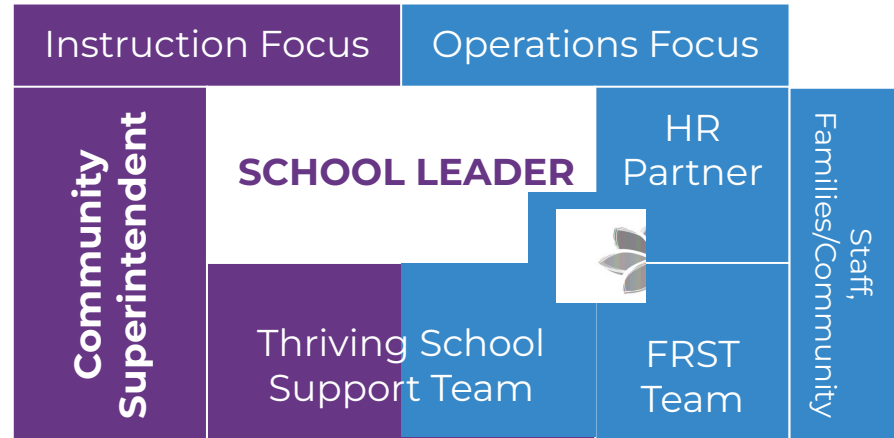 Instruction Focus
Operations Focus
Community
Superintendent
SCHOOL LEADER
HR
Partner
Thriving School
Support Team
FRST
Team
Staff,
Families/Community